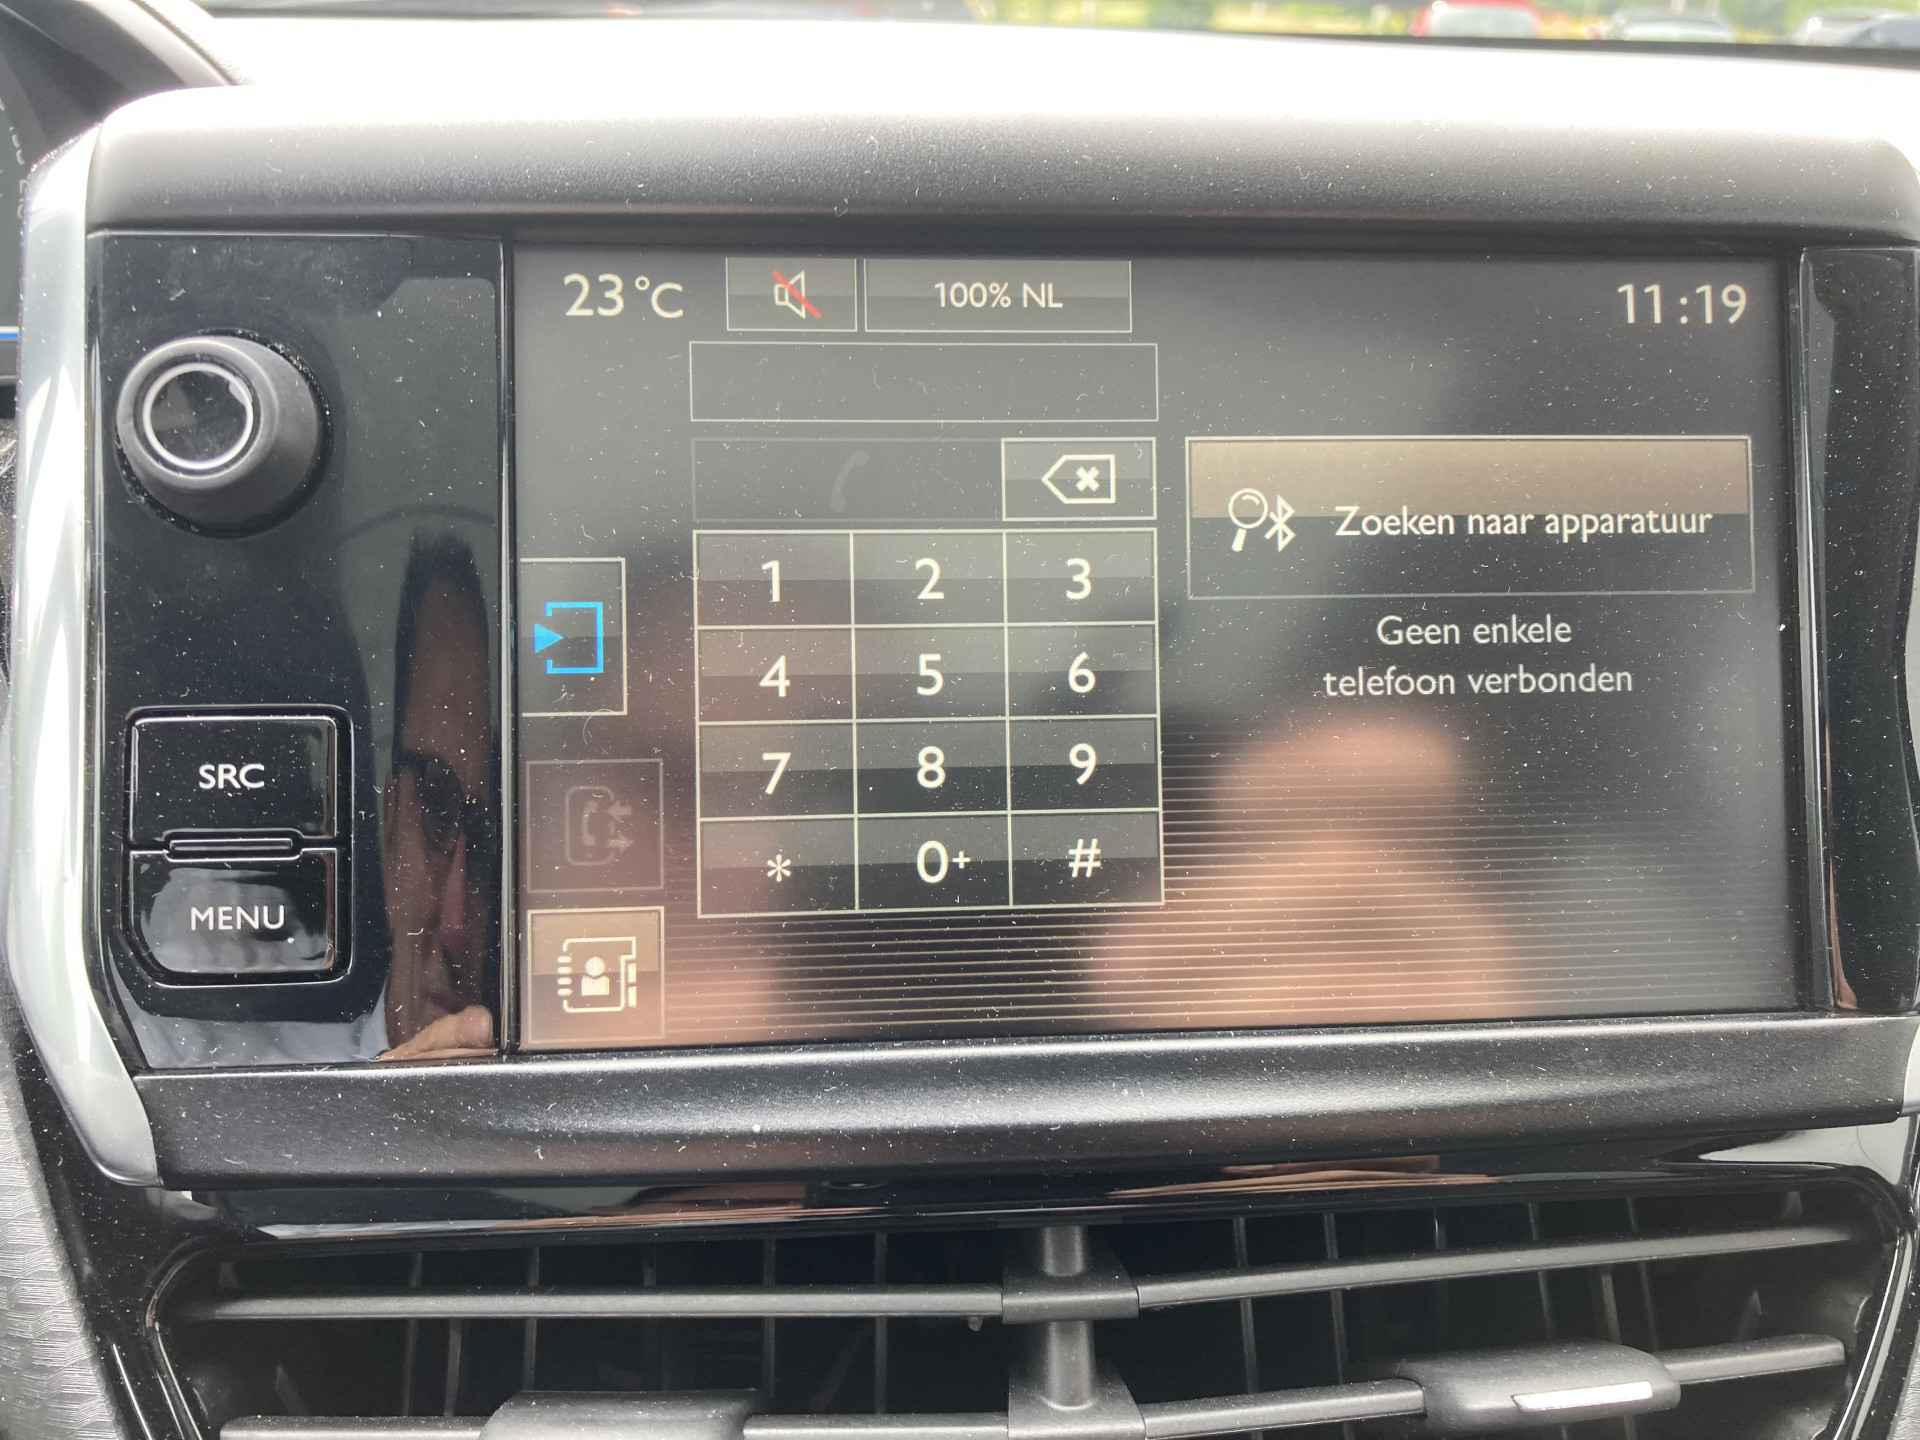 23 °C
100% NL
11:19
Zoeken naar apparatuur
Geen enkele
telefoon verbonden
1 2 3
4 5 6
7 8 9
* 0+ #
SRC
MENU